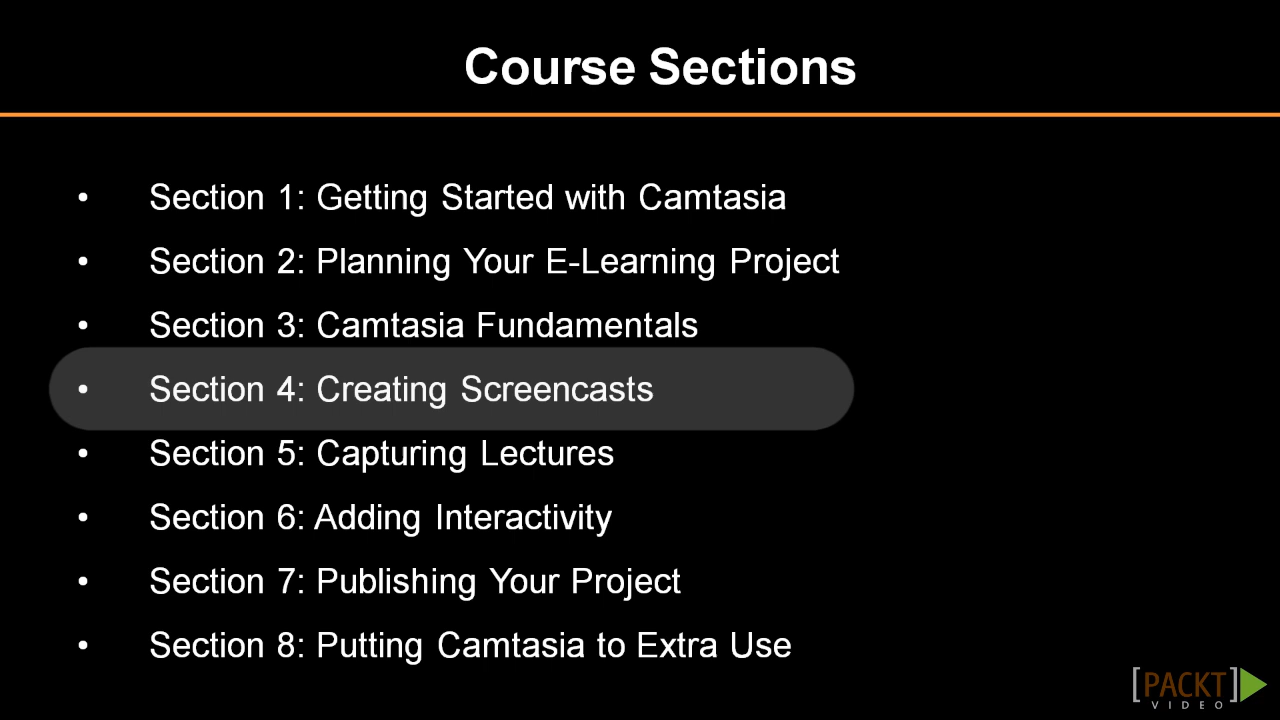 Course Sections
• Section 1: Getting Started with Camtasia
• Section 2: Planning Your E-Learning Project
• Section 3: Camtasia Fundamentals
• Section 4: Creating Screencasts
• Section 5: Capturing Lectures
• Section 6: Adding Interactivity
• Section 7: Publishing Your Project
• Section 8: Putting Camtasia to Extra Use
[PACKT]
VIDEO